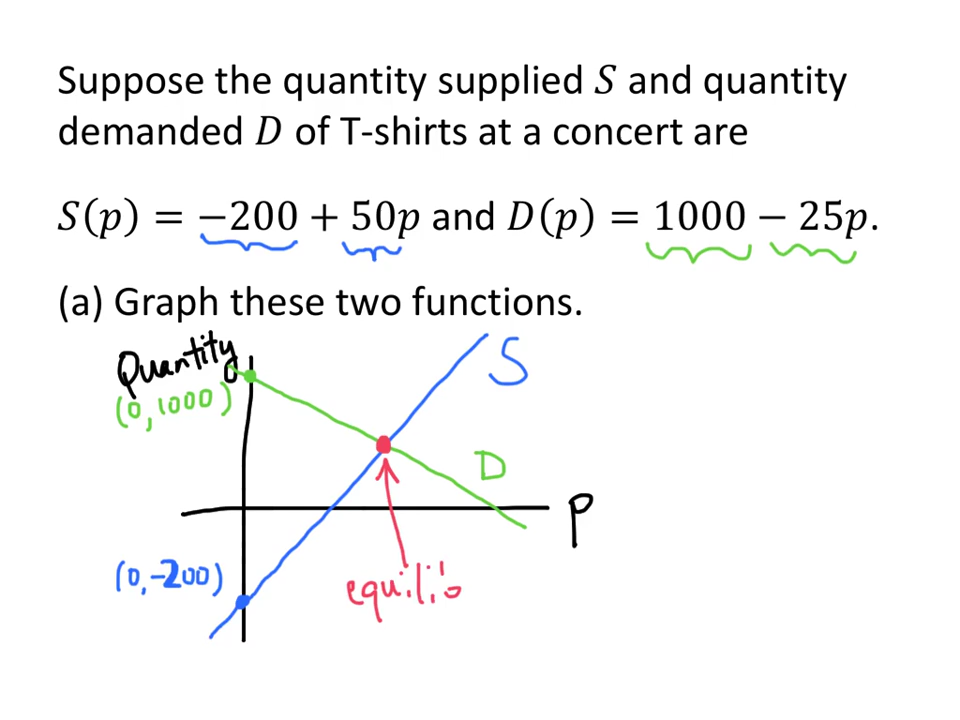 Suppose the quantity supplied S and quantity
demanded D of T-shirts at a concert are
S(p) = −200 + 50p and D(p) = 1000 − 25p.
(a) Graph these two functions.
Quantity
(0,1000)
S
D
P
(0,-200)
equilib